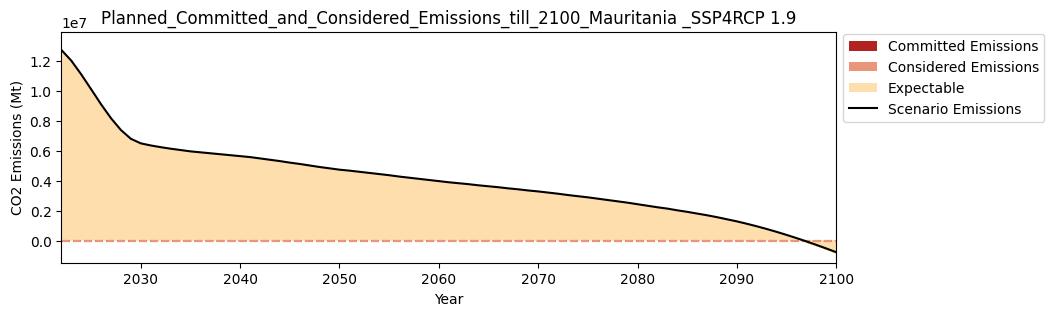 Planned_Committed_and_Considered_Emissions_till_2100_Mauritania _SSP4RCP 1.9
1e7
Committed Emissions
Considered Emissions
Expectable
Scenario Emissions
CO2 Emissions (Mt)
1.2
1.0
0.8
0.6
0.4
0.2
0.0
2030 2040 2050 2060 2070 2080 2090 2100
Year